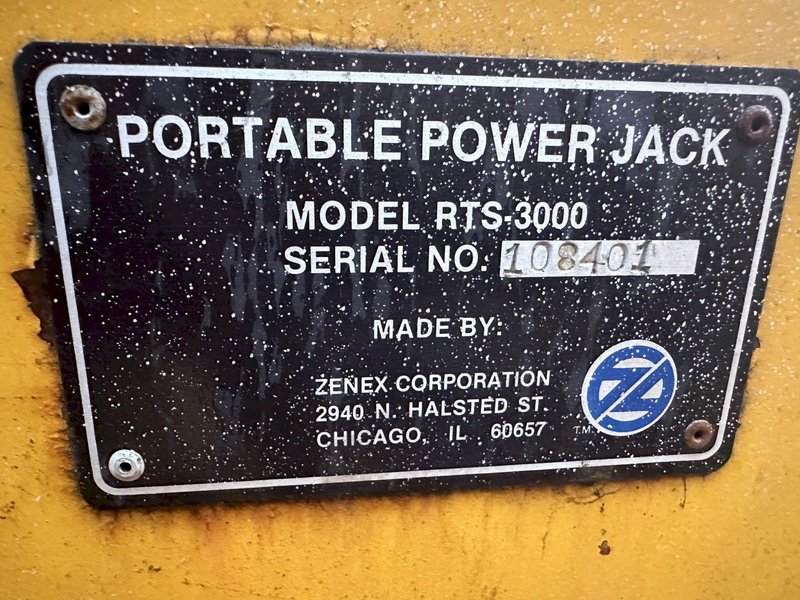 PORTABLE POWER JACK
MODEL RTS-3000
SERIAL NO. 108401
MADE BY:
ZENEX CORPORATION
2940 N. HALSTED ST.
CHICAGO, IL 60657
T.M.